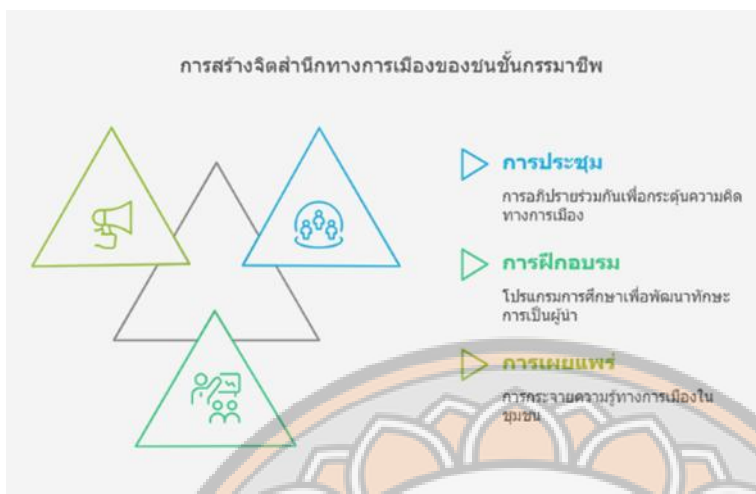 การสร้างจิตสำนึกทางการเมืองของชนชั้นกรรมาชีพ
การประชุม
การอภิปรายร่วมกันเพื่อกระตุ้นความคิด
ทางการเมือง
การฝึกอบรม
โปรแกรมการศึกษาเพื่อพัฒนาทักษะ
การเป็นผู้นำ
การเผยแพร่
การกระจายความรู้ทางการเมืองใน
ชุมชน